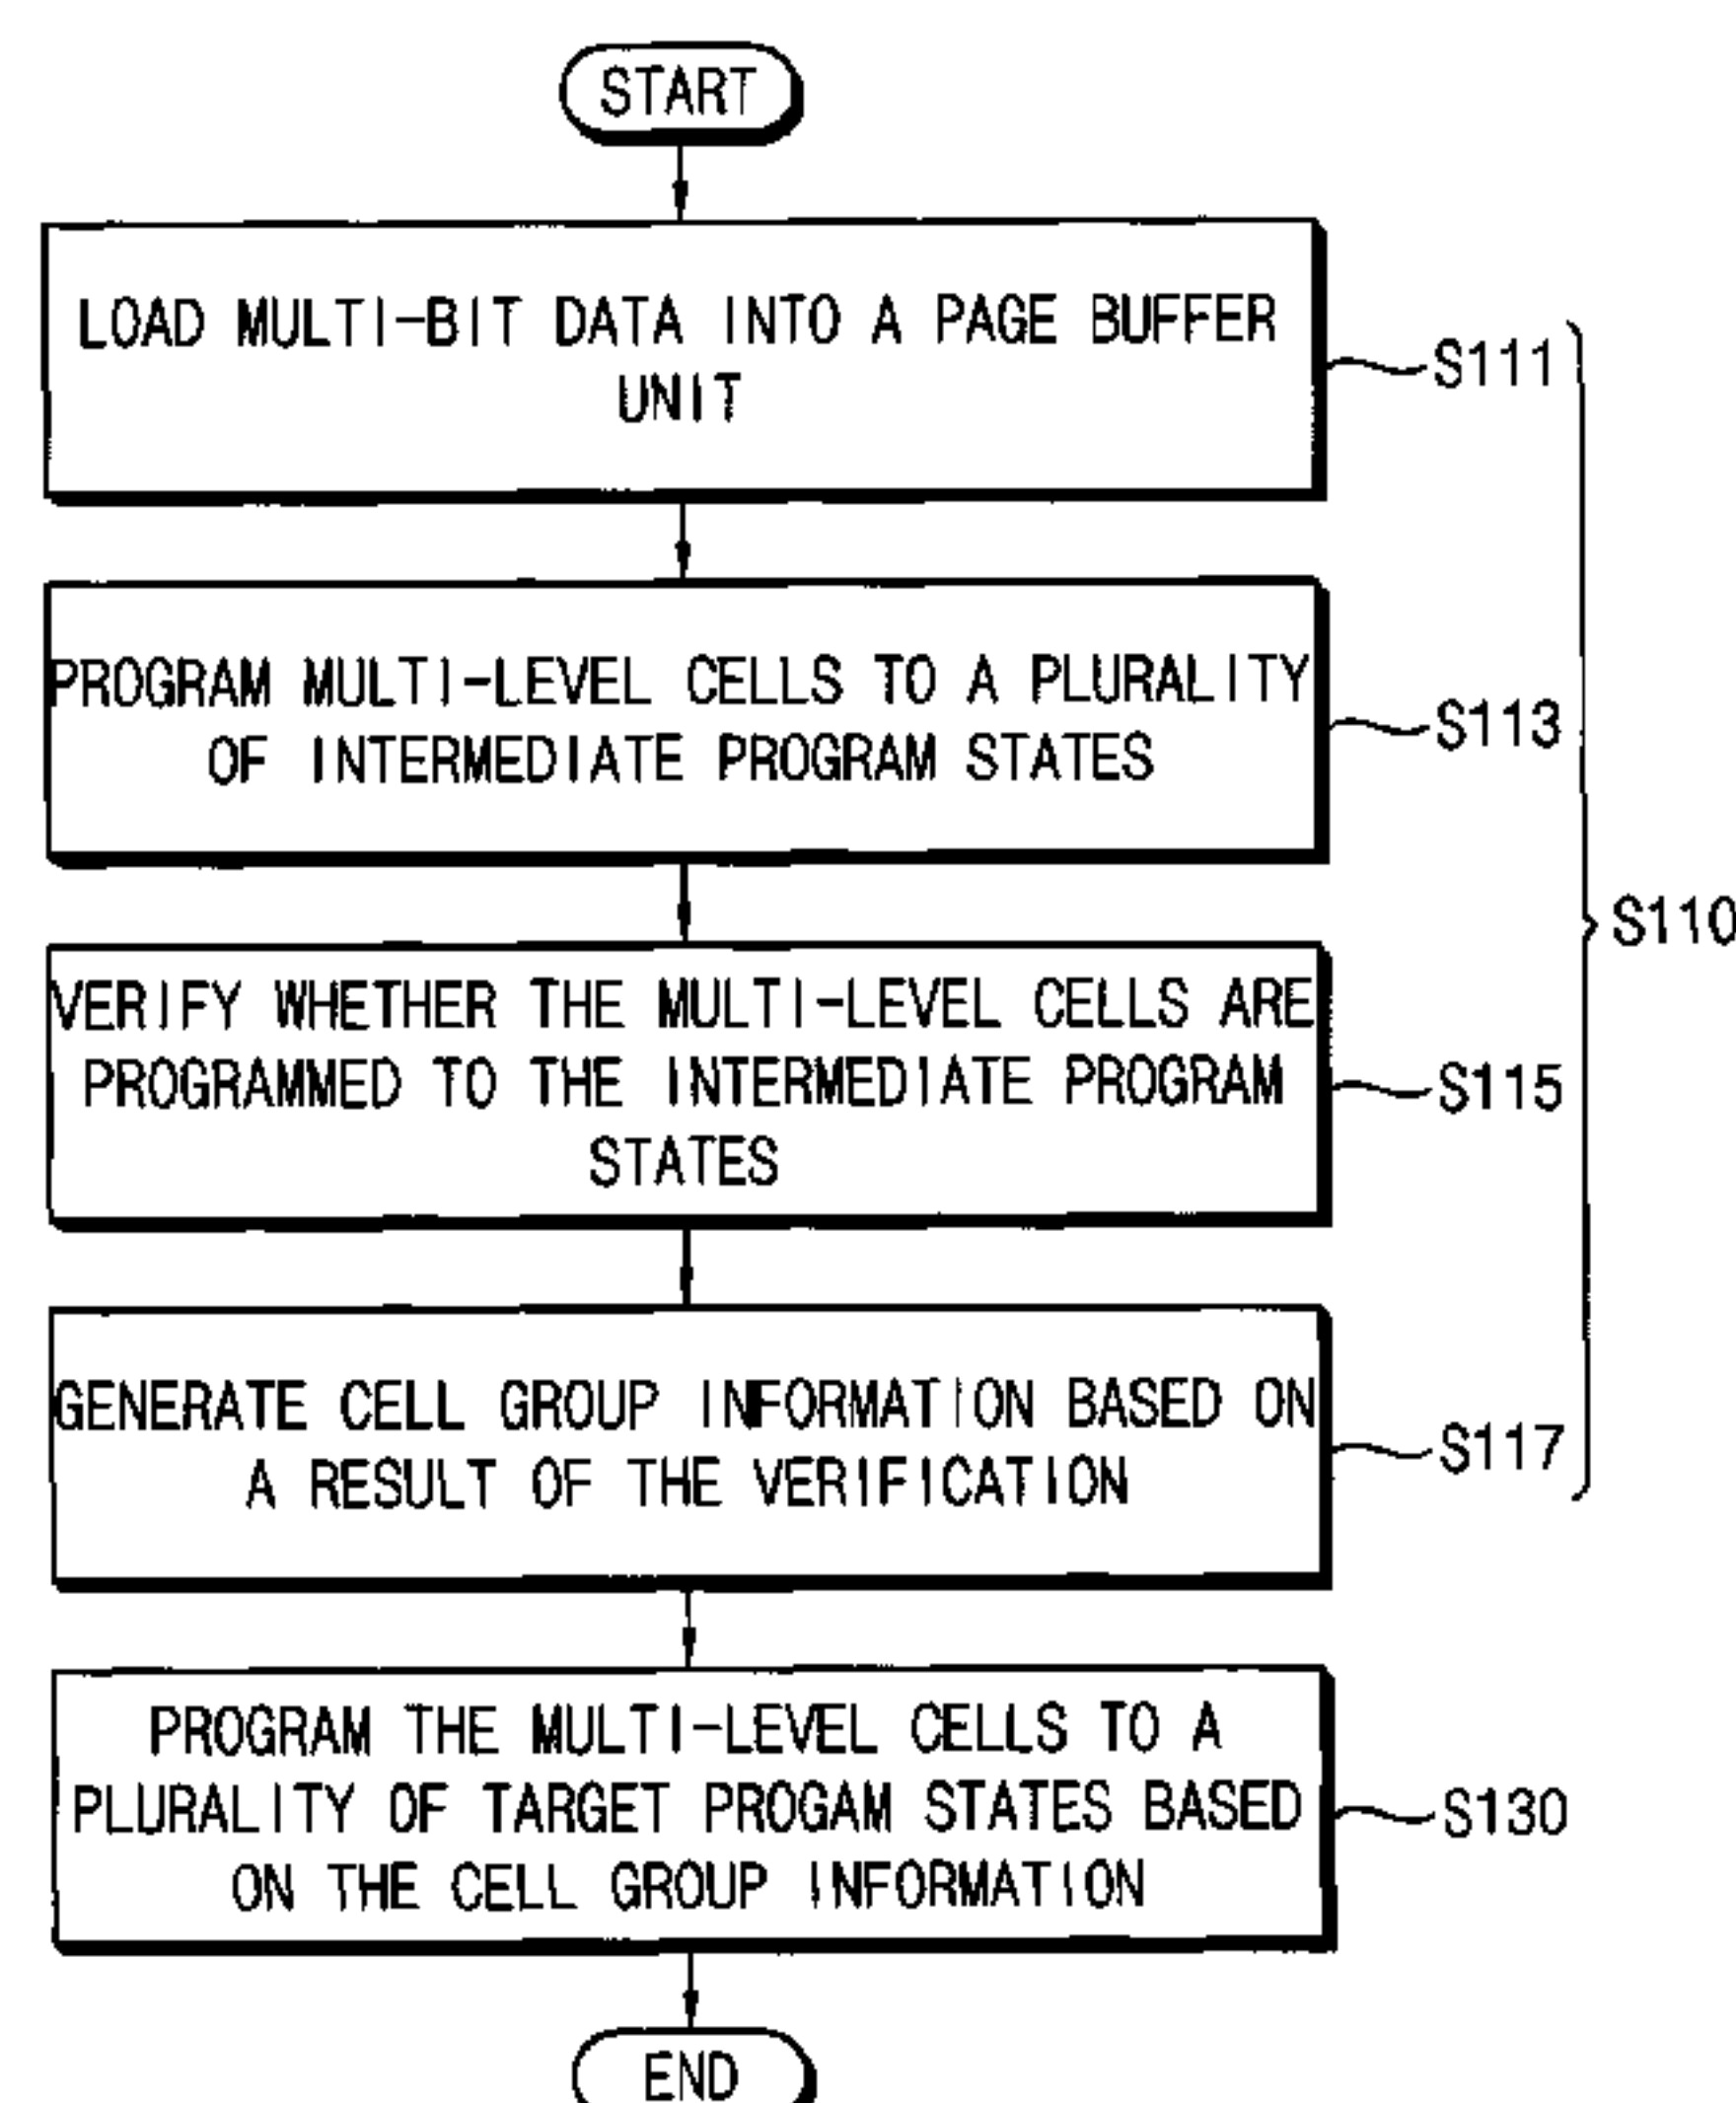 START
LOAD MULTI-BIT DATA INTO A PAGE BUFFER
UNIT
S111
PROGRAM MULTI-LEVEL CELLS TO A PLURALITY
OF INTERMEDIATE PROGRAM STATES
S113
S110
VERIFY WHETHER THE MULTI-LEVEL CELLS ARE
PROGRAMMED TO THE INTERMEDIATE PROGRAM
STATES
S115
GENERATE CELL GROUP INFORMATION BASED ON
A RESULT OF THE VERIFICATION
S117
PROGRAM THE MULTI-LEVEL CELLS TO A
PLURALITY OF TARGET PROGAM STATES BASED
ON THE CELL GROUP INFORMATION
S130
END